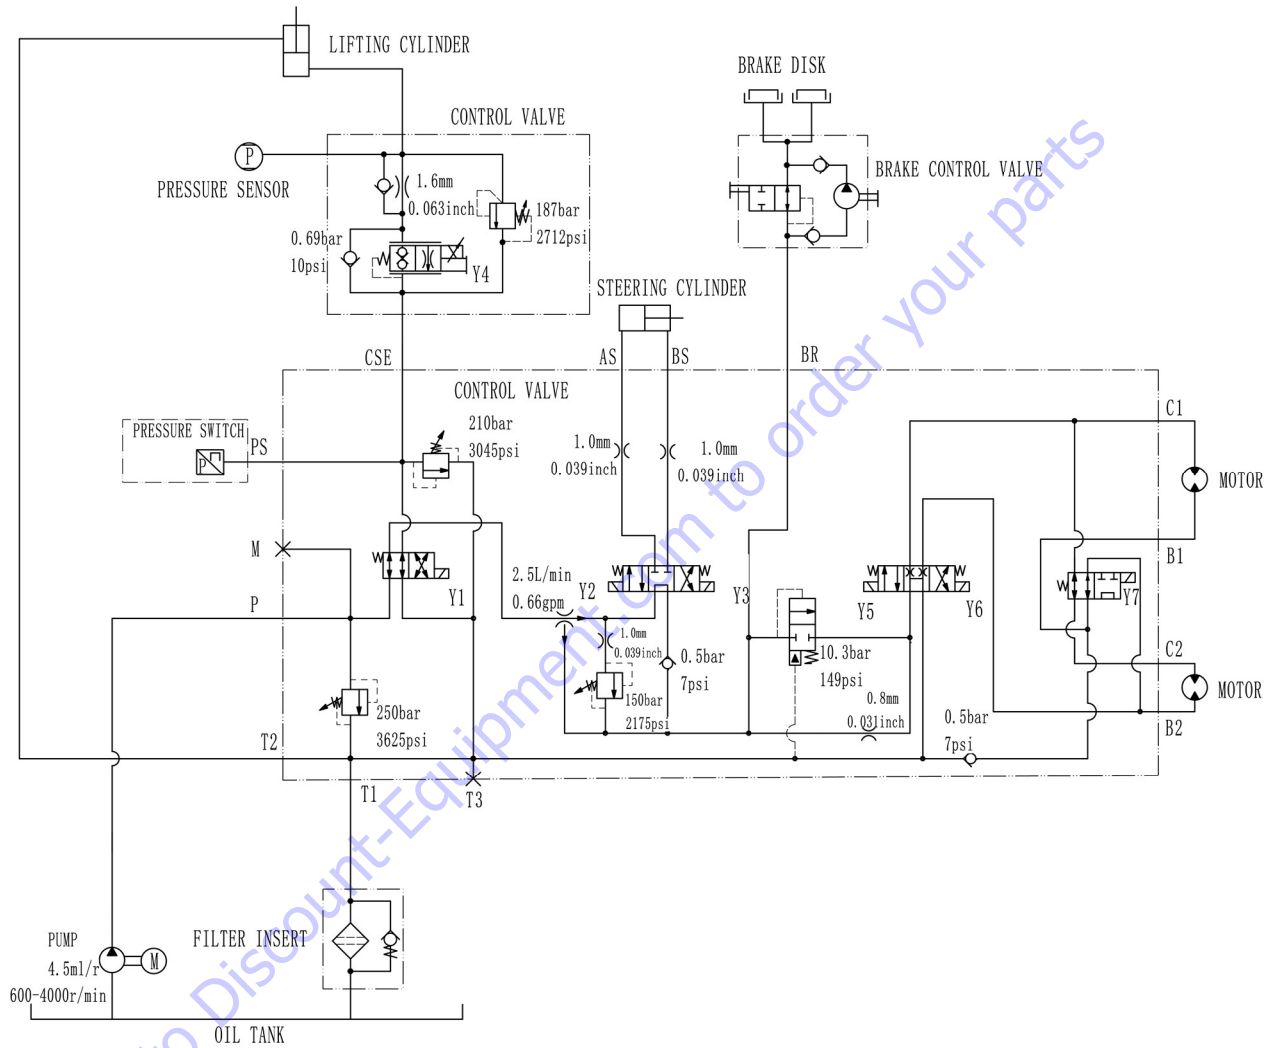 LIFTING CYLINDER
BRAKE DISK
CONTROL VALVE
P
PRESSURE SENSOR
1.6mm
0.063inch
187bar
2712psi
0.69bar
10psi
Y4
BRAKE CONTROL VALVE
STEERING CYLINDER
CSE
AS
BS
BR
CONTROL VALVE
210bar
3045psi
PRESSURE SWITCH
P
PS
1.0mm
0.039inch
1.0mm
0.039inch
C1
MOTOR
B1
M
P
Y1
2.5L/min
0.66gpm
Y2
Y3
Y5
Y6
Y7
1.0mm
0.039inch
0.5bar
7psi
10.3bar
149psi
C2
MOTOR
B2
150bar
2175psi
0.8mm
0.031inch
0.5bar
7psi
250bar
3625psi
T2
T1
T3
FILTER INSERT
PUMP
4.5ml/r
600-4000r/min
M
OIL TANK
to Discount-Equipment.com to order your parts